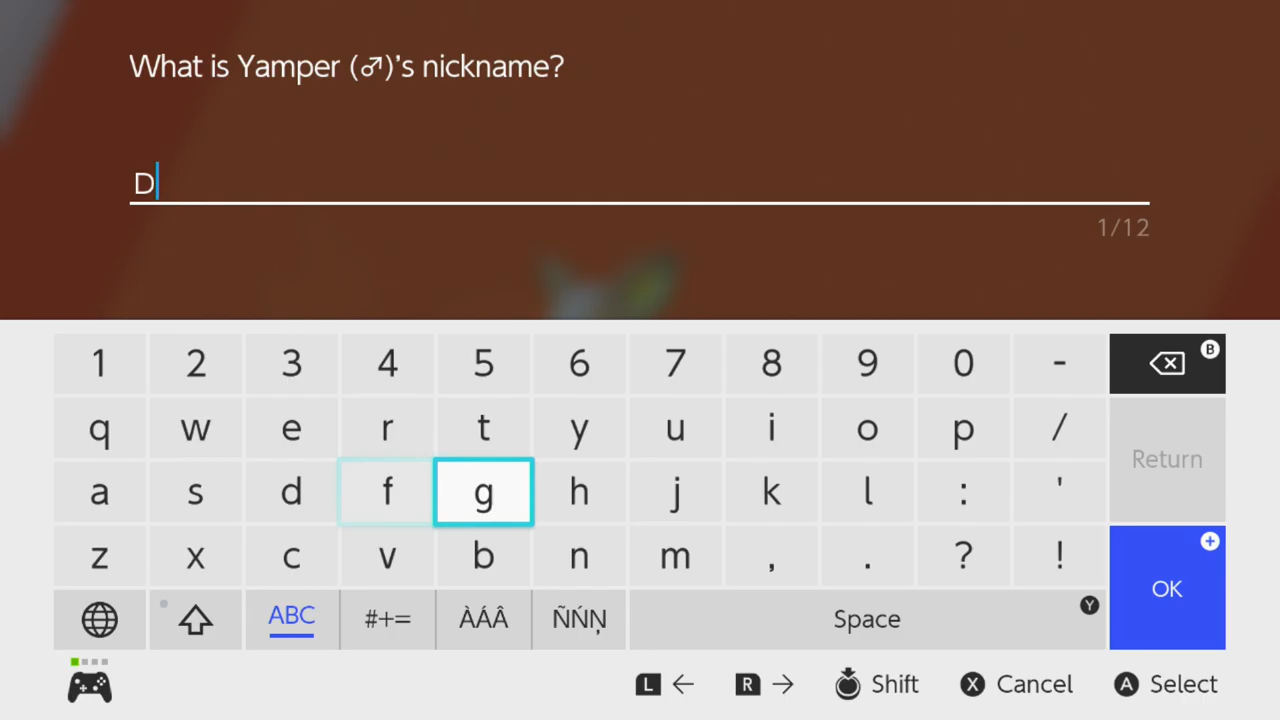 What is Yamper (♂)'s nickname?
D
1/12
1 2 3 4 5 6 7 8 9 0 - B
q w e r t y u i o p / Return
a s d f g h j k l : '
z x c v b n m , . ? ! + OK
ABC #+= ÀÁÂ ÑŃŅ Space Y
L ← R → Shift X Cancel A Select